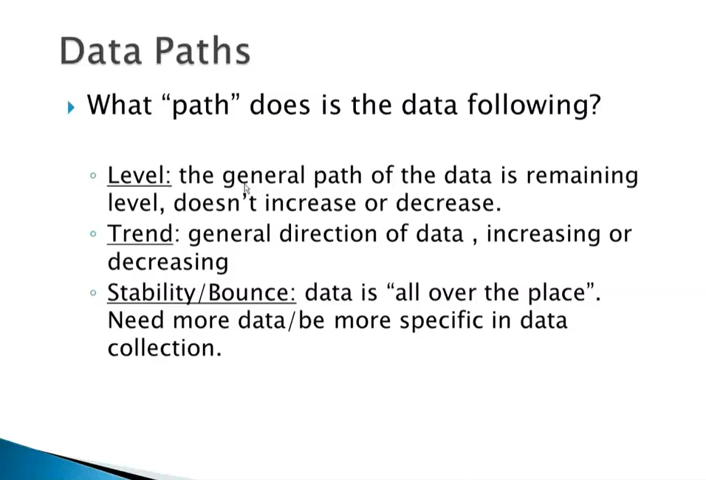 Data Paths
What “path” does is the data following?
Level: the general path of the data is remaining
level, doesn’t increase or decrease.
Trend: general direction of data , increasing or
decreasing
Stability/Bounce: data is “all over the place”.
Need more data/be more specific in data
collection.